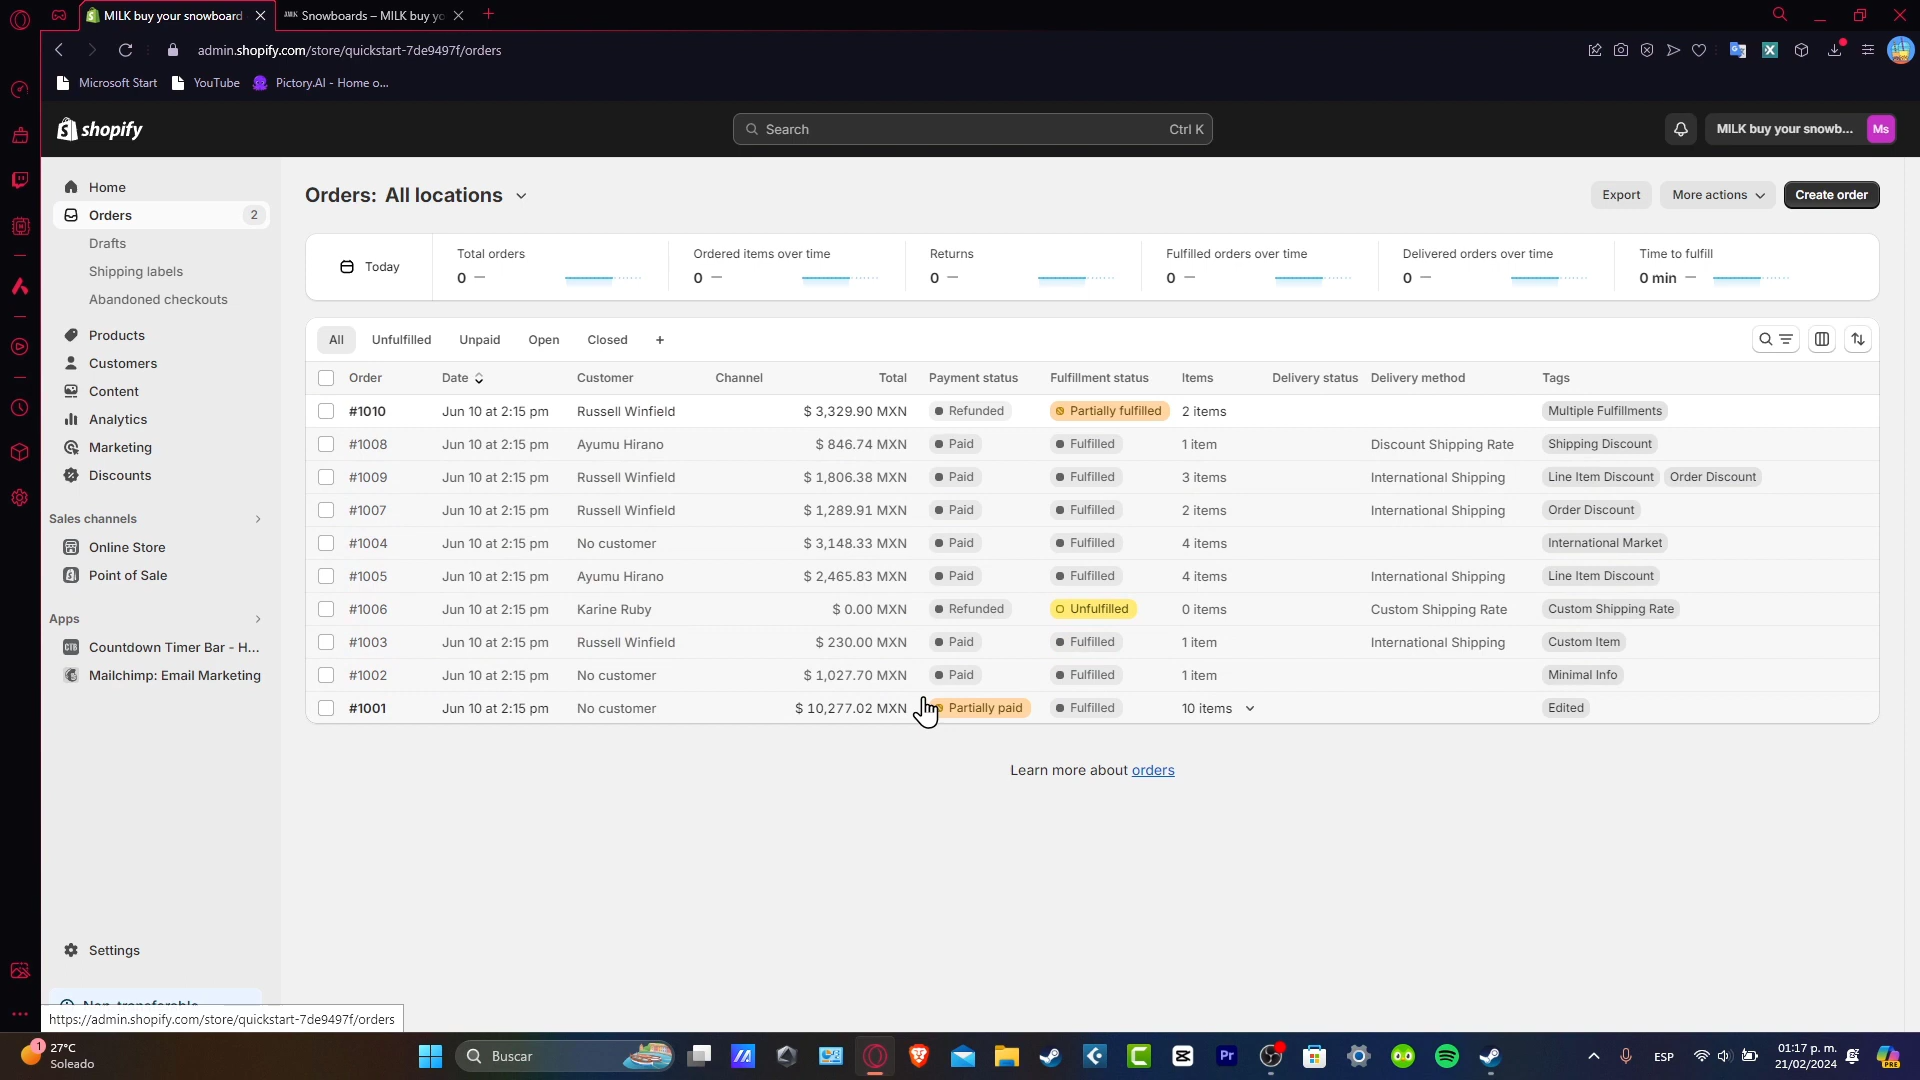 MILK buy your snowboard
Snowboards – MILK buy yo
admin.shopify.com/store/quickstart-7de9497f/orders
Microsoft Start
YouTube
Pictory.AI - Home o...
shopify
Search
Ctrl K
MILK buy your snowb...
Ms
Home
Orders
2
Drafts
Shipping labels
Abandoned checkouts
Products
Customers
Content
Analytics
Marketing
Discounts
Sales channels
Online Store
Point of Sale
Apps
Countdown Timer Bar - H...
Mailchimp: Email Marketing
Settings
https://admin.shopify.com/store/quickstart-7de9497f/orders
Orders: All locations
Export
More actions
Create order
Today
Total orders
0 —
Ordered items over time
0 —
Returns
0 —
Fulfilled orders over time
0 —
Delivered orders over time
0 —
Time to fulfill
0 min —
All Unfulfilled Unpaid Open Closed +
Order Date Customer Channel Total Payment status Fulfillment status Items Delivery status Delivery method Tags
#1010 Jun 10 at 2:15 pm Russell Winfield $ 3,329.90 MXN Refunded Partially fulfilled 2 items Multiple Fulfillments
#1008 Jun 10 at 2:15 pm Ayumu Hirano $ 846.74 MXN Paid Fulfilled 1 item Discount Shipping Rate Shipping Discount
#1009 Jun 10 at 2:15 pm Russell Winfield $ 1,806.38 MXN Paid Fulfilled 3 items International Shipping Line Item Discount Order Discount
#1007 Jun 10 at 2:15 pm Russell Winfield $ 1,289.91 MXN Paid Fulfilled 2 items International Shipping Order Discount
#1004 Jun 10 at 2:15 pm No customer $ 3,148.33 MXN Paid Fulfilled 4 items International Market
#1005 Jun 10 at 2:15 pm Ayumu Hirano $ 2,465.83 MXN Paid Fulfilled 4 items International Shipping Line Item Discount
#1006 Jun 10 at 2:15 pm Karine Ruby $ 0.00 MXN Refunded Unfulfilled 0 items Custom Shipping Rate Custom Shipping Rate
#1003 Jun 10 at 2:15 pm Russell Winfield $ 230.00 MXN Paid Fulfilled 1 item International Shipping Custom Item
#1002 Jun 10 at 2:15 pm No customer $ 1,027.70 MXN Paid Fulfilled 1 item Minimal Info
#1001 Jun 10 at 2:15 pm No customer $ 10,277.02 MXN Partially paid Fulfilled 10 items Edited
Learn more about orders
1
27°C
Soleado
Buscar
Pr
ESP
01:17 p. m.
21/02/2024